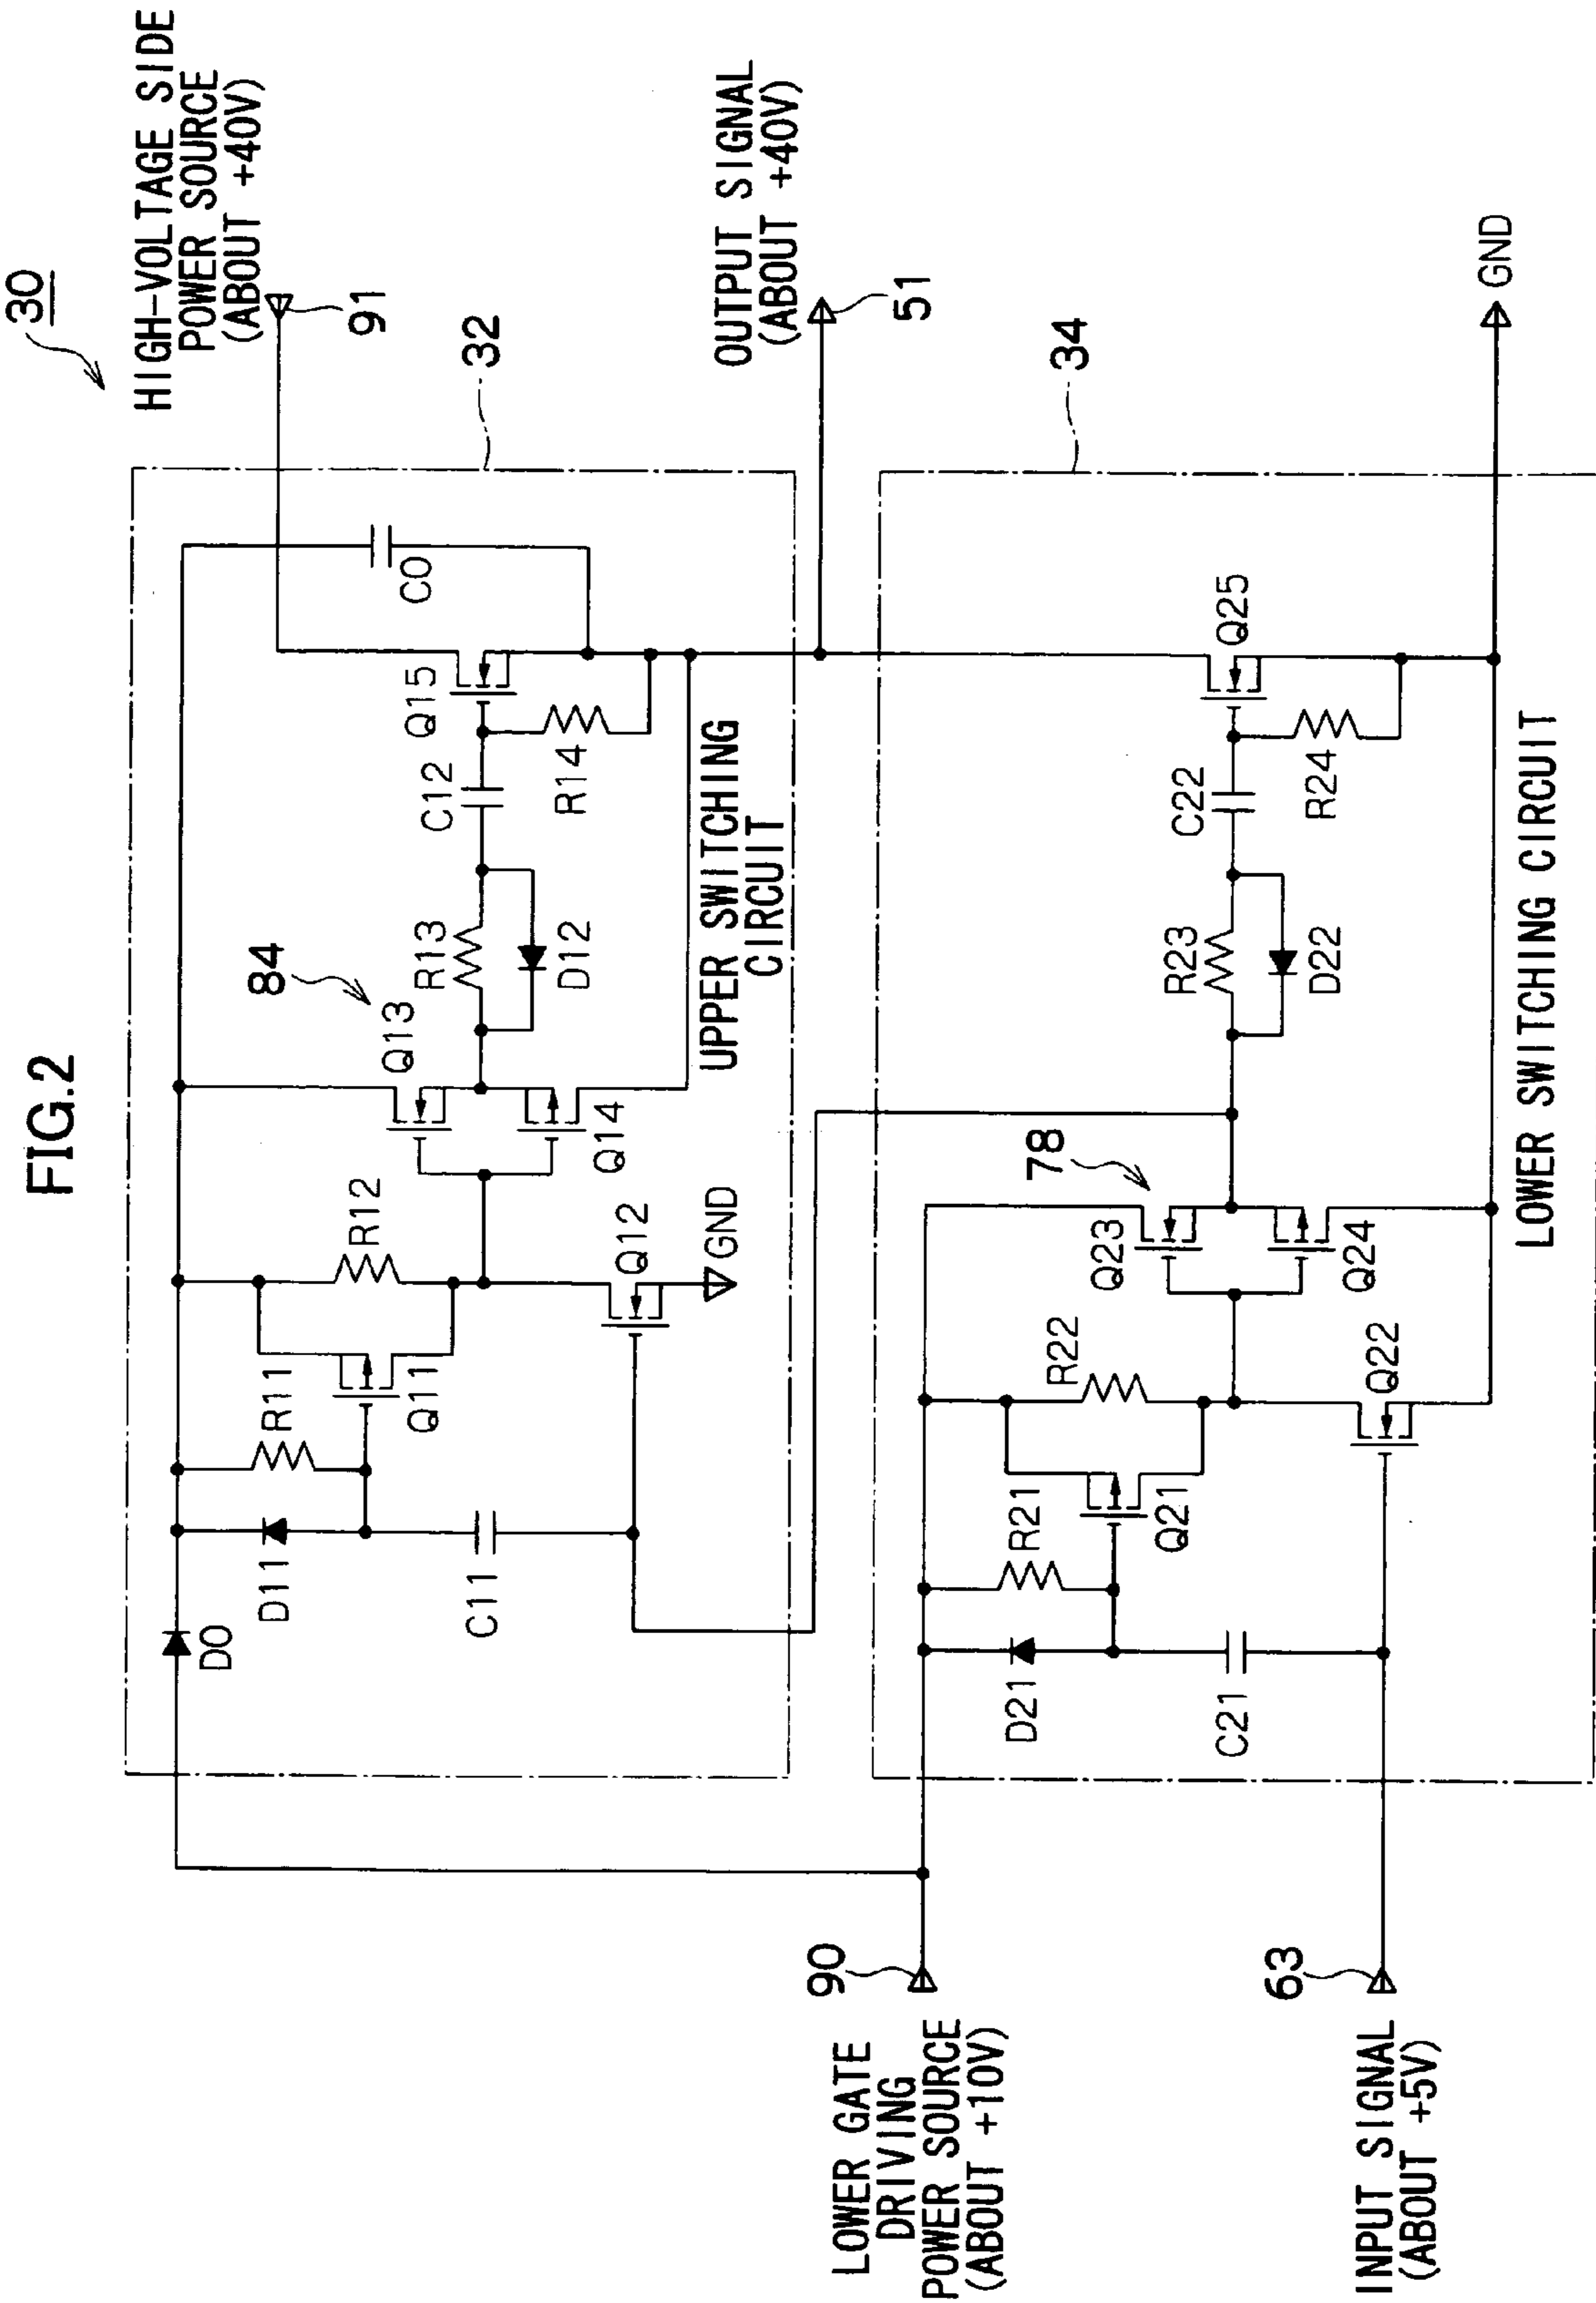 FIG.2
30
HIGH-VOLTAGE SIDE
POWER SOURCE
(ABOUT +40V)
91
32
D0
D11
R11
C11
Q11
R12
Q12
GND
84
Q13
Q14
R13
D12
C12
R14
Q15
C0
UPPER SWITCHING
CIRCUIT
OUTPUT SIGNAL
(ABOUT +40V)
51
34
LOWER GATE
DRIVING
POWER SOURCE
(ABOUT +10V)
90
D21
R21
C21
Q21
R22
Q22
78
Q23
Q24
R23
D22
C22
R24
Q25
GND
INPUT SIGNAL
(ABOUT +5V)
63
LOWER SWITCHING CIRCUIT